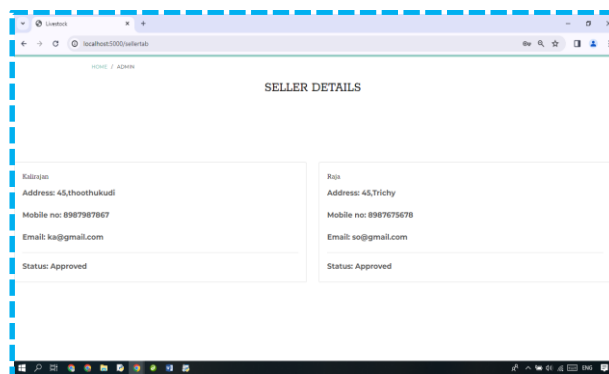 Livestock
localhost:5000/sellertab
HOME / ADMIN
SELLER DETAILS
Kalirajan
Address: 45,thoothukudi
Mobile no: 8987987867
Email: ka@gmail.com
Status: Approved
Raja
Address: 45,Trichy
Mobile no: 8987675678
Email: so@gmail.com
Status: Approved
ENG